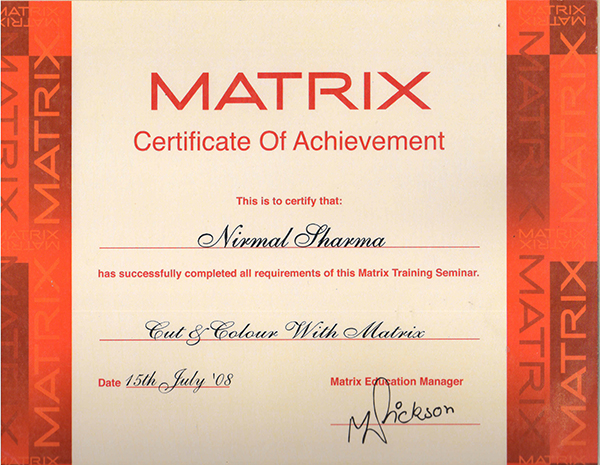 MATRIX
Certificate Of Achievement
This is to certify that:
Nirmal Sharma
has successfully completed all requirements of this Matrix Training Seminar.
Cut & Colour With Matrix
Date 15th July '08
Matrix Education Manager
M Dickson
MATRIX
MATRIX
MATRIX
MATRIX
MATRIX
MATRIX
MATRIX